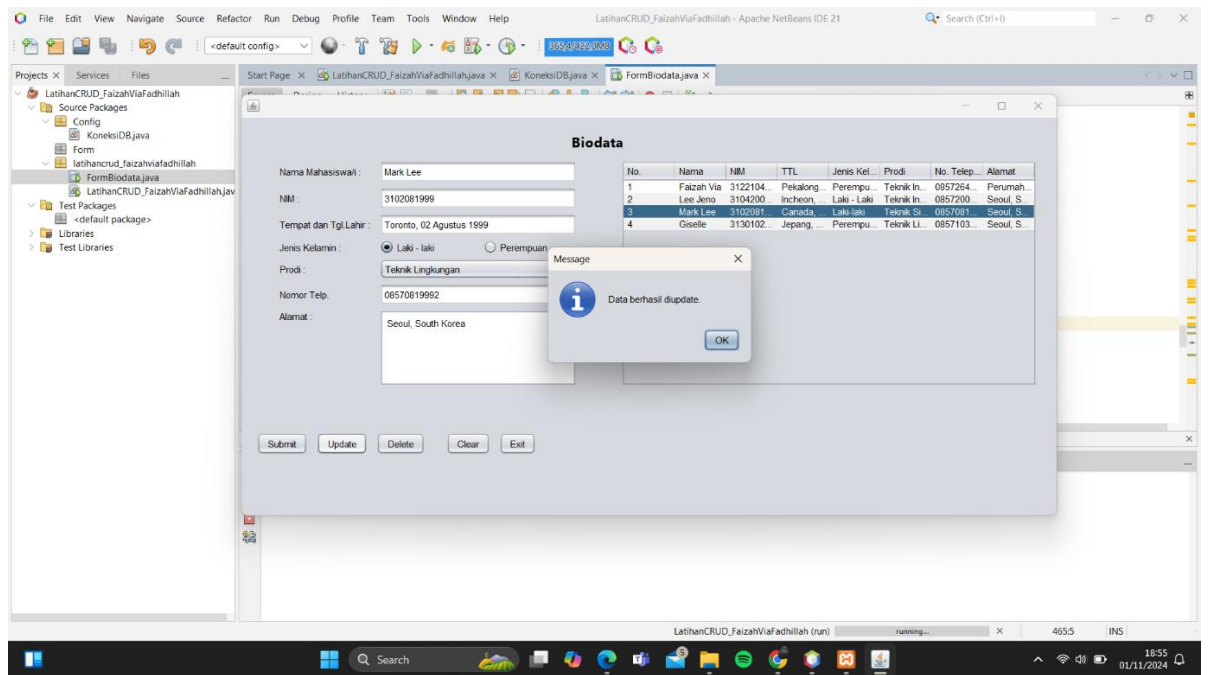 File Edit View Navigate Source Refactor Run Debug Profile Team Tools Window Help LatihanCRUD_FaizahViaFadhillah - Apache NetBeans IDE 21 Search (Ctrl+I)
<default config> 365,4/422,0MB
Projects Services Files Start Page LatihanCRUD_FaizahViaFadhillah.java KoneksiDB.java FormBiodata.java
LatihanCRUD_FaizahViaFadhillah
Source Packages
Config
KoneksiDB.java
Form
latihancrud_faizahviafadhillah
FormBiodata.java
LatihanCRUD_FaizahViaFadhillah.jav
Test Packages
<default package>
Libraries
Test Libraries
Biodata
Nama Mahasiswa/i : Mark Lee
NIM : 3102081999
Tempat dan Tgl.Lahir : Toronto, 02 Agustus 1999
Jenis Kelamin : Laki - laki Perempuan
Prodi : Teknik Lingkungan
Nomor Telp. 08570819992
Alamat : Seoul, South Korea
No. Nama NIM TTL Jenis Kel... Prodi No. Telep... Alamat
1 Faizah Via 3122104... Pekalong... Perempu... Teknik In... 0857264... Perumah...
2 Lee Jeno 3104200... Incheon, ... Laki - Laki Teknik In... 0857200... Seoul, S...
3 Mark Lee 3102081... Canada, ... Laki-laki Teknik Si... 0857081... Seoul, S...
4 Giselle 3130102... Jepang, ... Perempu... Teknik Li... 0857103... Seoul, S...
Message
Data berhasil diupdate.
OK
Submit Update Delete Clear Exit
LatihanCRUD_FaizahViaFadhillah (run) running... 465:5 INS
Search 5 18:55
01/11/2024